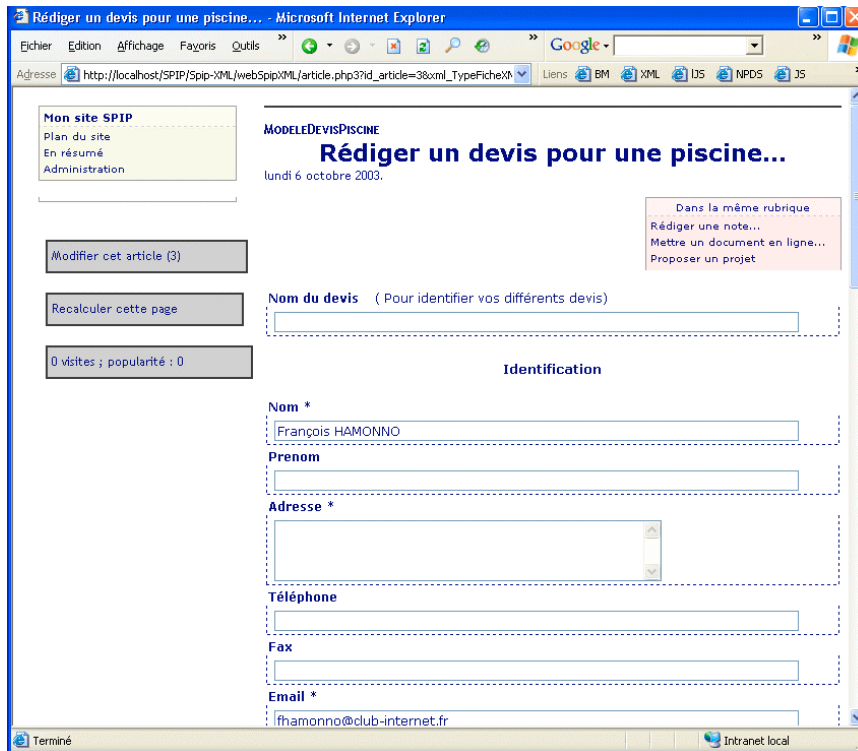 Rédiger un devis pour une piscine... - Microsoft Internet Explorer
Eichier Edition Affichage Favoris Outils » » Google »
Adresse http://localhost/SPIP/Spip-XML/webSpipXML/article.php3?id_article=3&xml_TypeFicheXM Liens BM XML IJS NPDS JS »
Mon site SPIP
Plan du site
En résumé
Administration
MODELEDEVISPISCINE
Rédiger un devis pour une piscine...
lundi 6 octobre 2003.
Dans la même rubrique
Rédiger une note...
Mettre un document en ligne...
Proposer un projet
Modifier cet article (3)
Recalculer cette page
0 visites ; popularité : 0
Nom du devis ( Pour identifier vos différents devis)
Identification
Nom *
François HAMONNO
Prenom
Adresse *
Téléphone
Fax
Email *
fhamonno@club-internet.fr
Terminé Intranet local